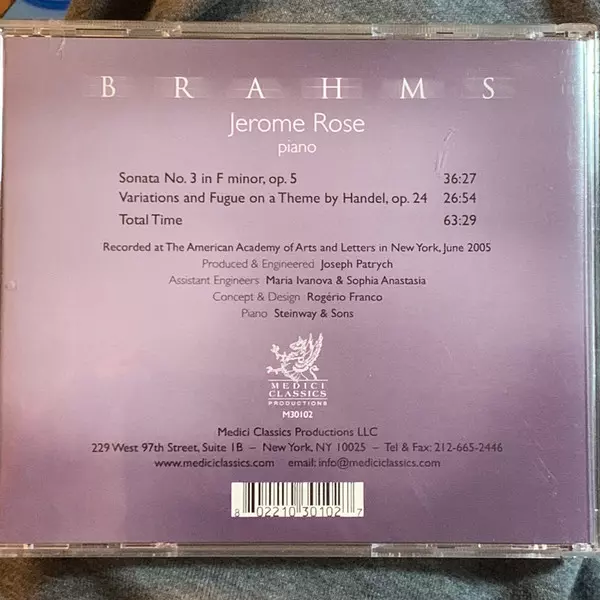 BRAHMS
Jerome Rose
piano
Sonata No. 3 in F minor, op. 5 36:27
Variations and Fugue on a Theme by Handel, op. 24 26:54
Total Time 63:29
Recorded at The American Academy of Arts and Letters in New York, June 2005
Produced & Engineered Joseph Patrych
Assistant Engineers Maria Ivanova & Sophia Anastasia
Concept & Design Rogério Franco
Piano Steinway & Sons
MEDICI
CLASSICS
PRODUCTIONS
M30102
Medici Classics Productions LLC
229 West 97th Street, Suite 1B – New York, NY 10025 – Tel & Fax: 212-665-2446
www.mediciclassics.com email: info@mediciclassics.com
8 02210 30102 7